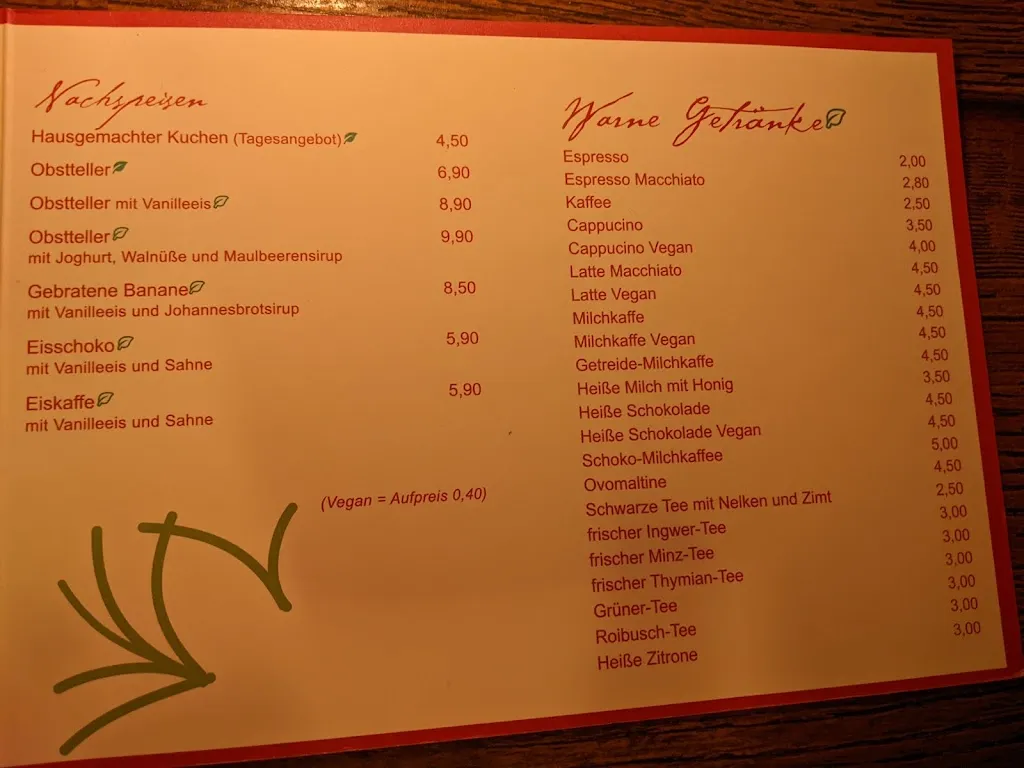 Nachspeisen
Hausgemachter Kuchen (Tagesangebot) 4,50
Obstteller 6,90
Obstteller mit Vanilleeis 8,90
Obstteller 9,90
mit Joghurt, Walnüße und Maulbeerensirup
Gebratene Banane 8,50
mit Vanilleeis und Johannesbrotsirup
Eisschoko 5,90
mit Vanilleeis und Sahne
Eiskaffe 5,90
mit Vanilleeis und Sahne
(Vegan = Aufpreis 0,40)
Warne Getränke
Espresso 2,00
Espresso Macchiato 2,80
Kaffee 2,50
Cappucino 3,50
Cappucino Vegan 4,00
Latte Macchiato 4,50
Latte Vegan 4,50
Milchkaffe 4,50
Milchkaffe Vegan 4,50
Getreide-Milchkaffe 4,50
Heiße Milch mit Honig 3,50
Heiße Schokolade 4,50
Heiße Schokolade Vegan 4,50
Schoko-Milchkaffee 5,00
Ovomaltine 4,50
Schwarze Tee mit Nelken und Zimt 2,50
frischer Ingwer-Tee 3,00
frischer Minz-Tee 3,00
frischer Thymian-Tee 3,00
Grüner-Tee 3,00
Roibusch-Tee 3,00
Heiße Zitrone 3,00